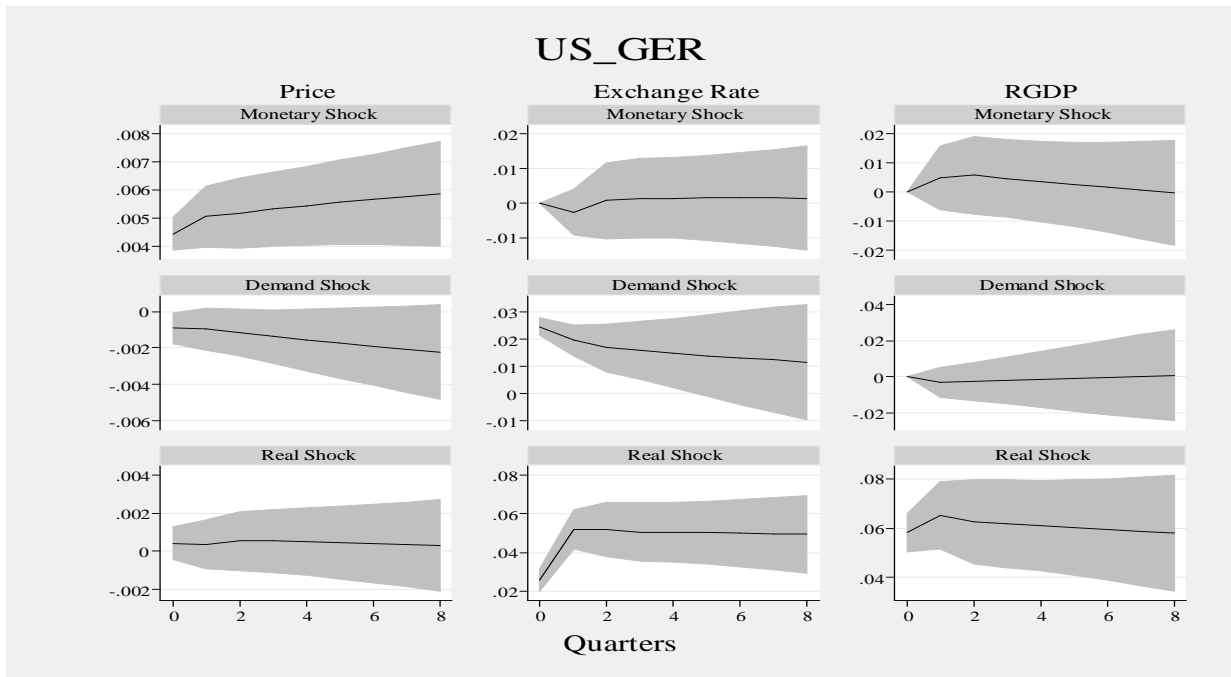 US_GER
Price Exchange Rate RGDP
Monetary Shock Monetary Shock Monetary Shock
.008 .02 .02
.007 .01 .01
.006 0 0
.005 -.01 -.01
.004 -.02
Demand Shock Demand Shock Demand Shock
0 .03 .04
-.002 .02 .02
-.004 .01 0
-.006 0 -.02
-.01
Real Shock Real Shock Real Shock
.004 .08 .08
.002 .06 .06
0 .04 .04
-.002 .02
0 2 4 6 8 0 2 4 6 8 0 2 4 6 8
Quarters